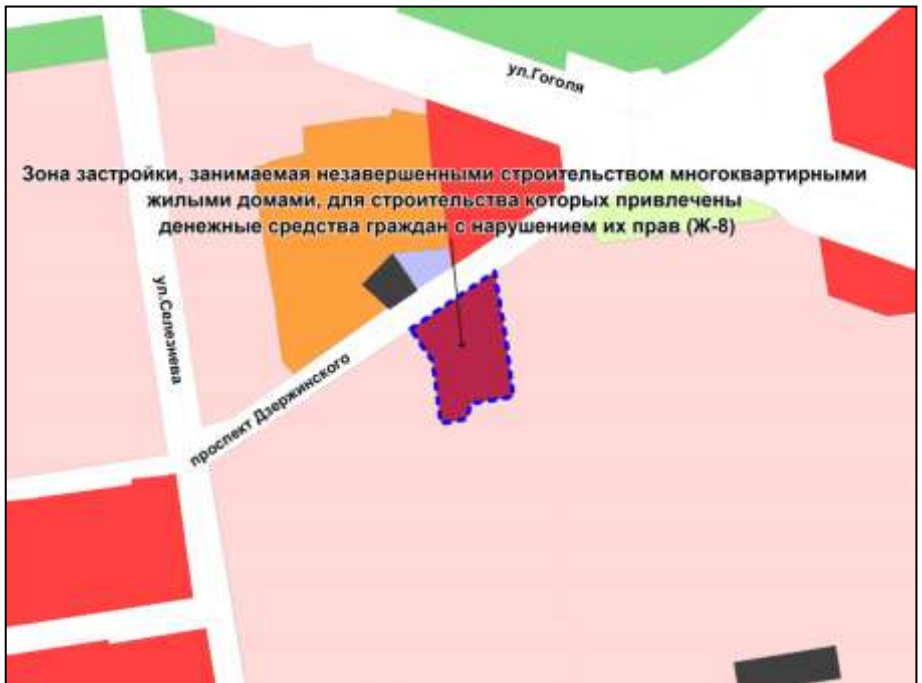 ул.Гоголя
Зона застройки, занимаемая незавершенными строительством многоквартирными
жилыми домами, для строительства которых привлечены
денежные средства граждан с нарушением их прав (Ж-8)
ул.Селезнева
проспект Дзержинского